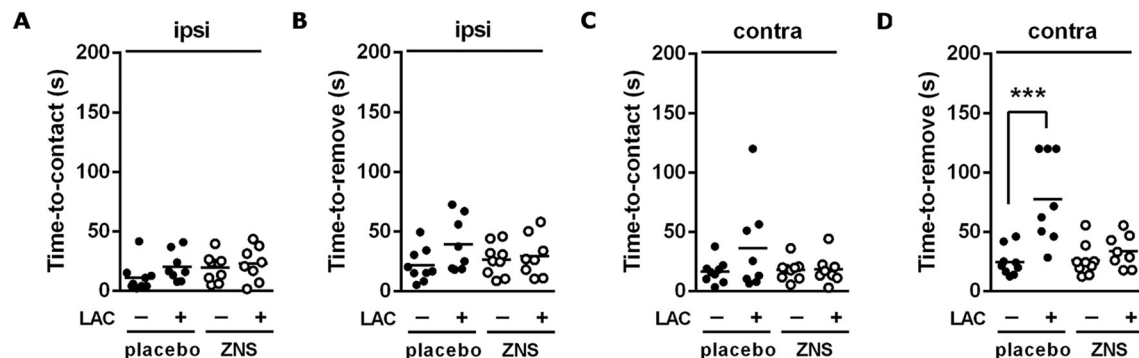 A
ipsi
Time-to-contact (s)
200
150
100
50
0
LAC − + − +
placebo ZNS
B
ipsi
Time-to-remove (s)
200
150
100
50
0
− + − +
placebo ZNS
C
contra
Time-to-contact (s)
200
150
100
50
0
LAC − + − +
placebo ZNS
D
contra
Time-to-remove (s)
200
150
100
50
0
***
− + − +
placebo ZNS